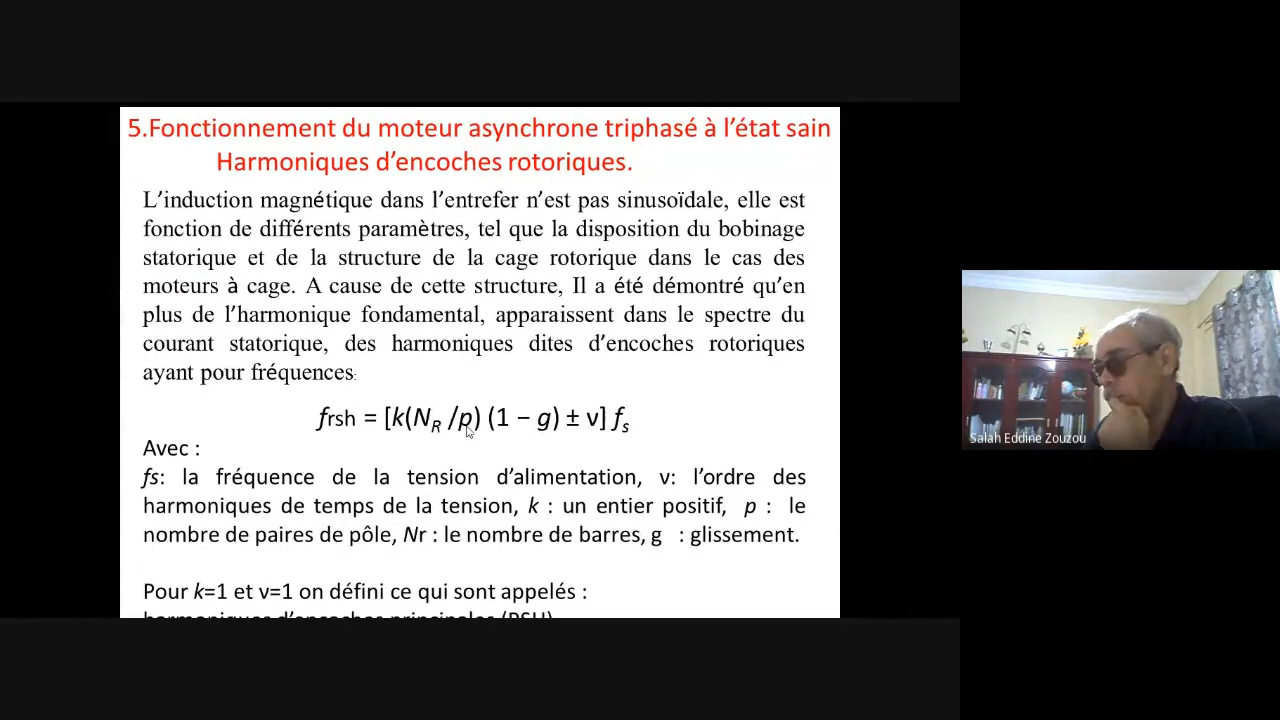 5.Fonctionnement du moteur asynchrone triphasé à l’état sain
Harmoniques d’encoches rotoriques.
L’induction magnétique dans l’entrefer n’est pas sinusoïdale, elle est
fonction de différents paramètres, tel que la disposition du bobinage
statorique et de la structure de la cage rotorique dans le cas des
moteurs à cage. A cause de cette structure, Il a été démontré qu’en
plus de l’harmonique fondamental, apparaissent dans le spectre du
courant statorique, des harmoniques dites d’encoches rotoriques
ayant pour fréquences:
frsh = [k(N_R /p) (1 − g) ± ν] f_s
Avec :
fs: la fréquence de la tension d’alimentation, ν: l’ordre des
harmoniques de temps de la tension, k : un entier positif, p : le
nombre de paires de pôle, Nr : le nombre de barres, g : glissement.
Pour k=1 et ν=1 on défini ce qui sont appelés :
harmoniques d’encoches principales (PSH)
Salah Eddine Zouzou